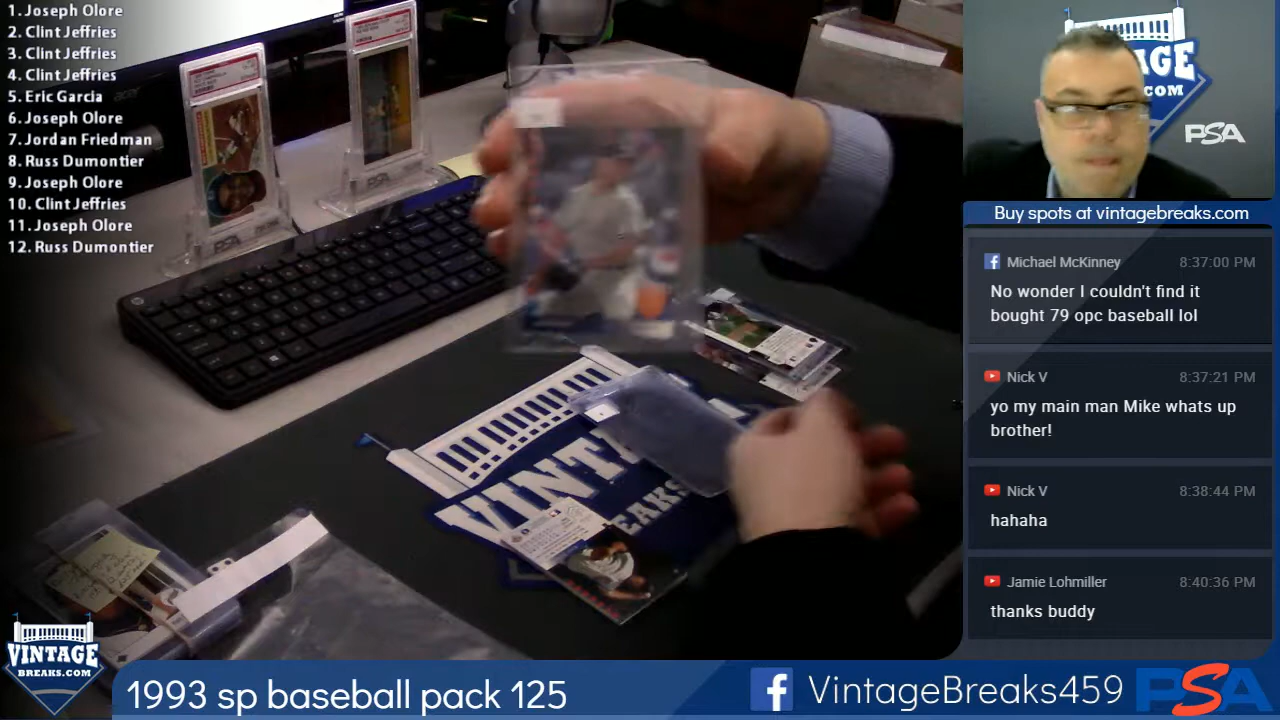 1. Joseph Olore
2. Clint Jeffries
3. Clint Jeffries
4. Clint Jeffries
5. Eric Garcia
6. Joseph Olore
7. Jordan Friedman
8. Russ Dumontier
9. Joseph Olore
10. Clint Jeffries
11. Joseph Olore
12. Russ Dumontier
VINTAGE
.COM
PSA
Buy spots at vintagebreaks.com
Michael McKinney 8:37:00 PM
No wonder I couldn't find it
bought 79 opc baseball lol
Nick V 8:37:21 PM
yo my main man Mike whats up
brother!
Nick V 8:38:44 PM
hahaha
Jamie Lohmiller 8:40:36 PM
thanks buddy
VINTAGE
BREAKS.COM
1993 sp baseball pack 125
VintageBreaks459
PSA